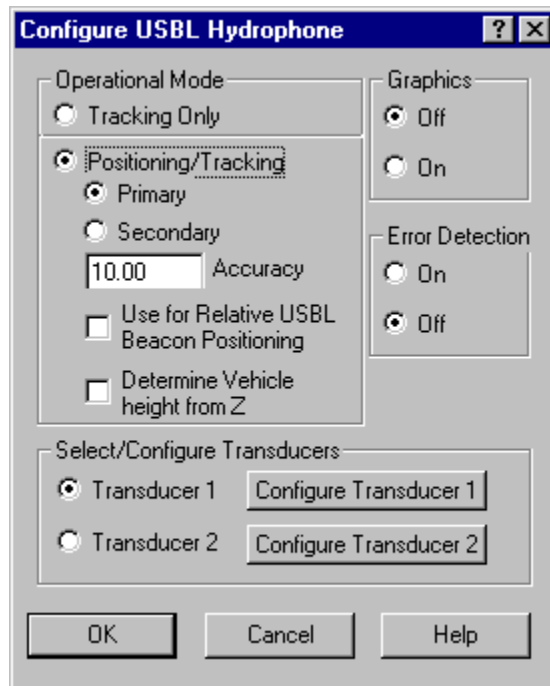 Configure USBL Hydrophone
Operational Mode
Tracking Only
Positioning/Tracking
Primary
Secondary
10.00 Accuracy
Use for Relative USBL
Beacon Positioning
Determine Vehicle
height from Z
Graphics
Off
On
Error Detection
On
Off
Select/Configure Transducers
Transducer 1 Configure Transducer 1
Transducer 2 Configure Transducer 2
OK Cancel Help